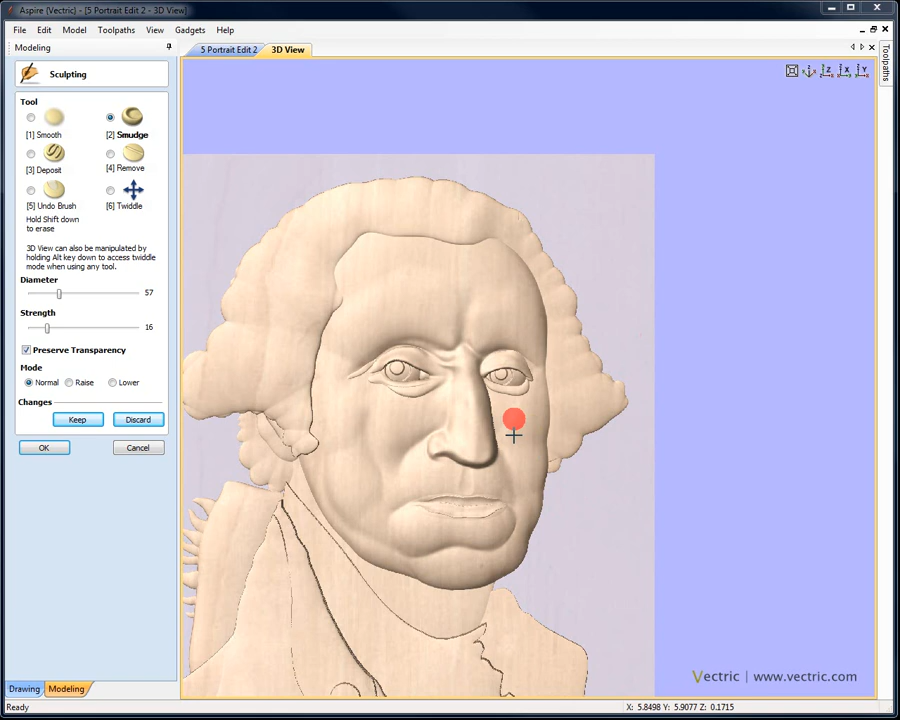 Aspire (Vectric) - [5 Portrait Edit 2 - 3D View]
File Edit Model Toolpaths View Gadgets Help
Modeling
5 Portrait Edit 2 3D View
Toolpaths
Sculpting
Z X Y
Tool
[1] Smooth [2] Smudge
[3] Deposit [4] Remove
[5] Undo Brush [6] Twiddle
Hold Shift down
to erase
3D View can also be manipulated by
holding Alt key down to access twiddle
mode when using any tool.
Diameter
57
Strength
16
Preserve Transparency
Mode
Normal Raise Lower
Changes
Keep Discard
OK Cancel
Vectric | www.vectric.com
Drawing Modeling
Ready X: 5.8498 Y: 5.9077 Z: 0.1715